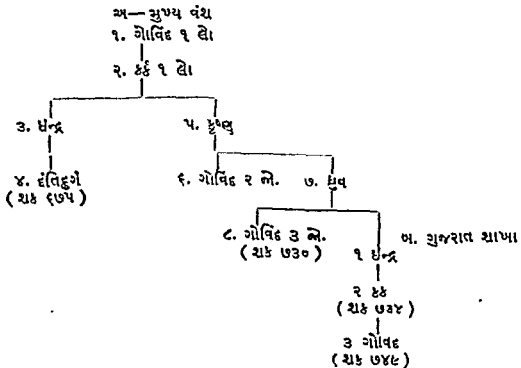 અ— મુખ્ય વંશ
૧. ગોવિંદ ૧ લો
૨. કર્ક ૧ લો
૩. ઇન્દ્ર ૫. કૃષ્ણ
૪. દંતિદુર્ગ ૬. ગોવિંદ ૨ જો. ૭. ધ્રુવ
(શક ૬૭૫)
૮. ગોવિંદ ૩ જો. બ. ગુજરાત શાખા
(શક ૭૩૦) ૧ ઇન્દ્ર
૨ કર્ક
(શક ૭૩૪)
૩ ગોવિંદ
(શક ૭૪૯)